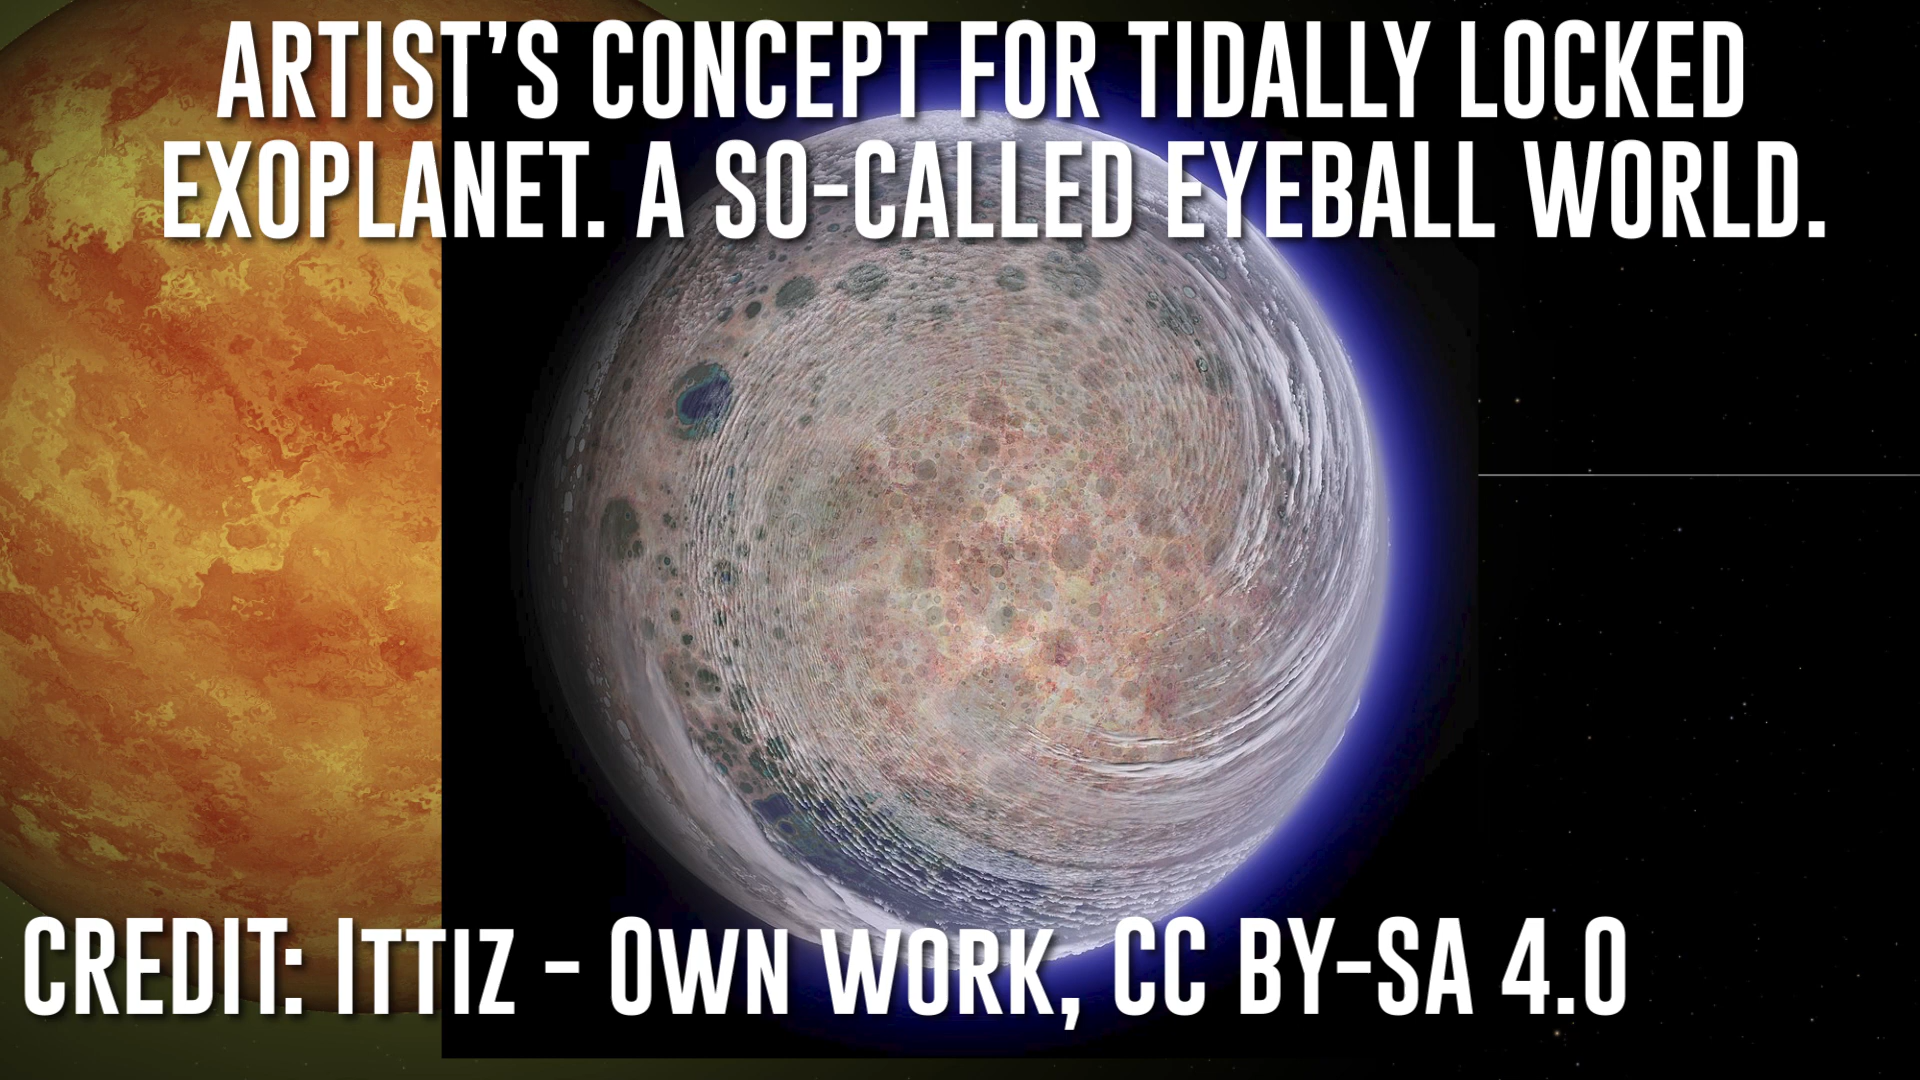 ARTIST’S CONCEPT FOR TIDALLY LOCKED
EXOPLANET. A SO-CALLED EYEBALL WORLD.
CREDIT: ITTIZ - OWN WORK, CC BY-SA 4.0